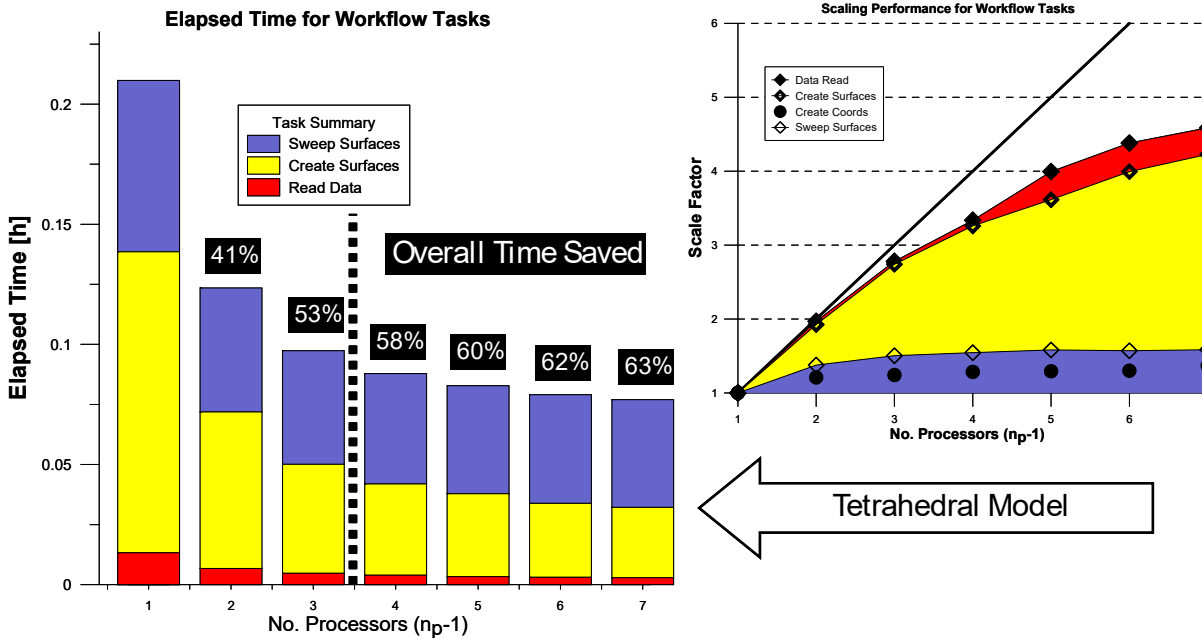 Elapsed Time for Workflow Tasks
Elapsed Time [h]
0.2
0.15
0.1
0.05
0
Task Summary
Sweep Surfaces
Create Surfaces
Read Data
Overall Time Saved
41%
53%
58%
60%
62%
63%
1 2 3 4 5 6 7
No. Processors (np-1)
Scaling Performance for Workflow Tasks
Scale Factor
6
5
4
3
2
1
Data Read
Create Surfaces
Create Coords
Sweep Surfaces
1 2 3 4 5 6
No. Processors (np-1)
Tetrahedral Model